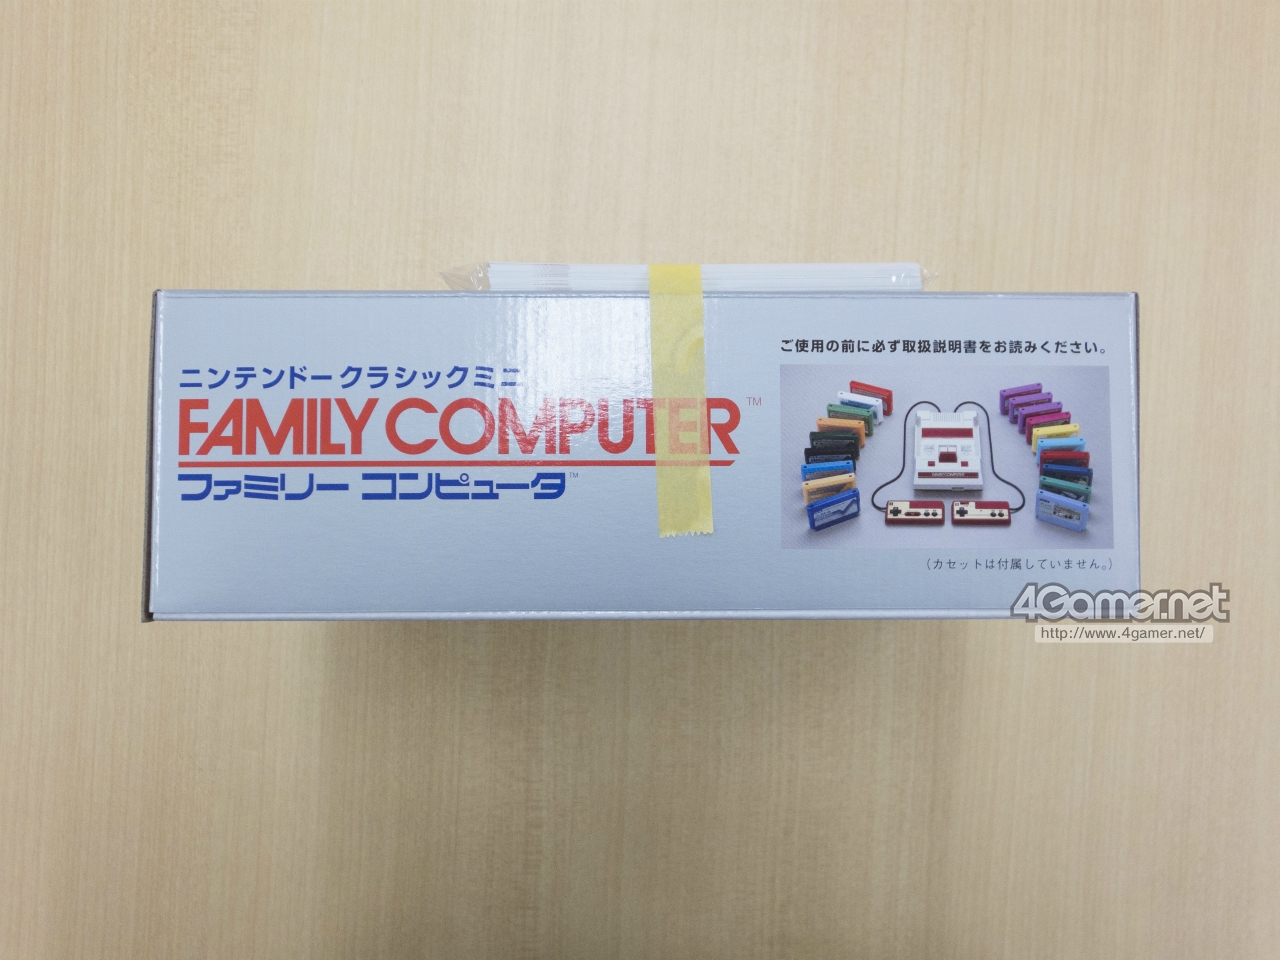 ニンテンドークラシックミニ
FAMILY COMPUTER™
ファミリー コンピュータ™
ご使用の前に必ず取扱説明書をお読みください。
(カセットは付属していません。)
4Gamer.net
http://www.4gamer.net/